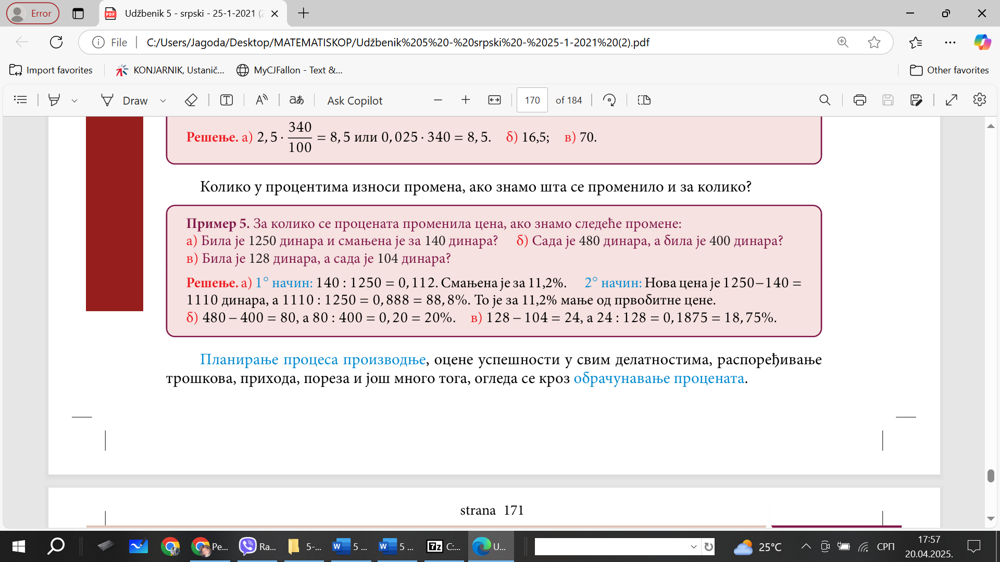 Error
Udžbenik 5 - srpski - 25-1-2021 (2
File
C:/Users/Jagoda/Desktop/MATEMATISKOP/Udžbenik%205%20-%20srpski%20-%2025-1-2021%20(2).pdf
Import favorites
KONJARNIK, Ustanič...
MyCJFallon - Text &...
Other favorites
Draw
Ask Copilot
170 of 184
Решење. а) 2,5 · 340/100 = 8,5 или 0,025 · 340 = 8,5. б) 16,5; в) 70.
Колико у процентима износи промена, ако знамо шта се променило и за колико?
Пример 5. За колико се процената променила цена, ако знамо следеће промене:
а) Била је 1250 динара и смањена је за 140 динара? б) Сада је 480 динара, а била је 400 динара?
в) Била је 128 динара, а сада је 104 динара?
Решење. а) 1° начин: 140 : 1250 = 0,112. Смањена је за 11,2%. 2° начин: Нова цена је 1250−140 =
1110 динара, а 1110 : 1250 = 0,888 = 88,8%. То је за 11,2% мање од првобитне цене.
б) 480 − 400 = 80, а 80 : 400 = 0,20 = 20%. в) 128 − 104 = 24, а 24 : 128 = 0,1875 = 18,75%.
Планирање процеса производње, оцене успешности у свим делатностима, распоређивање
трошкова, прихода, пореза и још много тога, огледа се кроз обрачунавање процената.
strana 171
Pe...
Ra...
5-...
5 ...
5 ...
C:...
U...
25°C
СРП
17:57
20.04.2025.